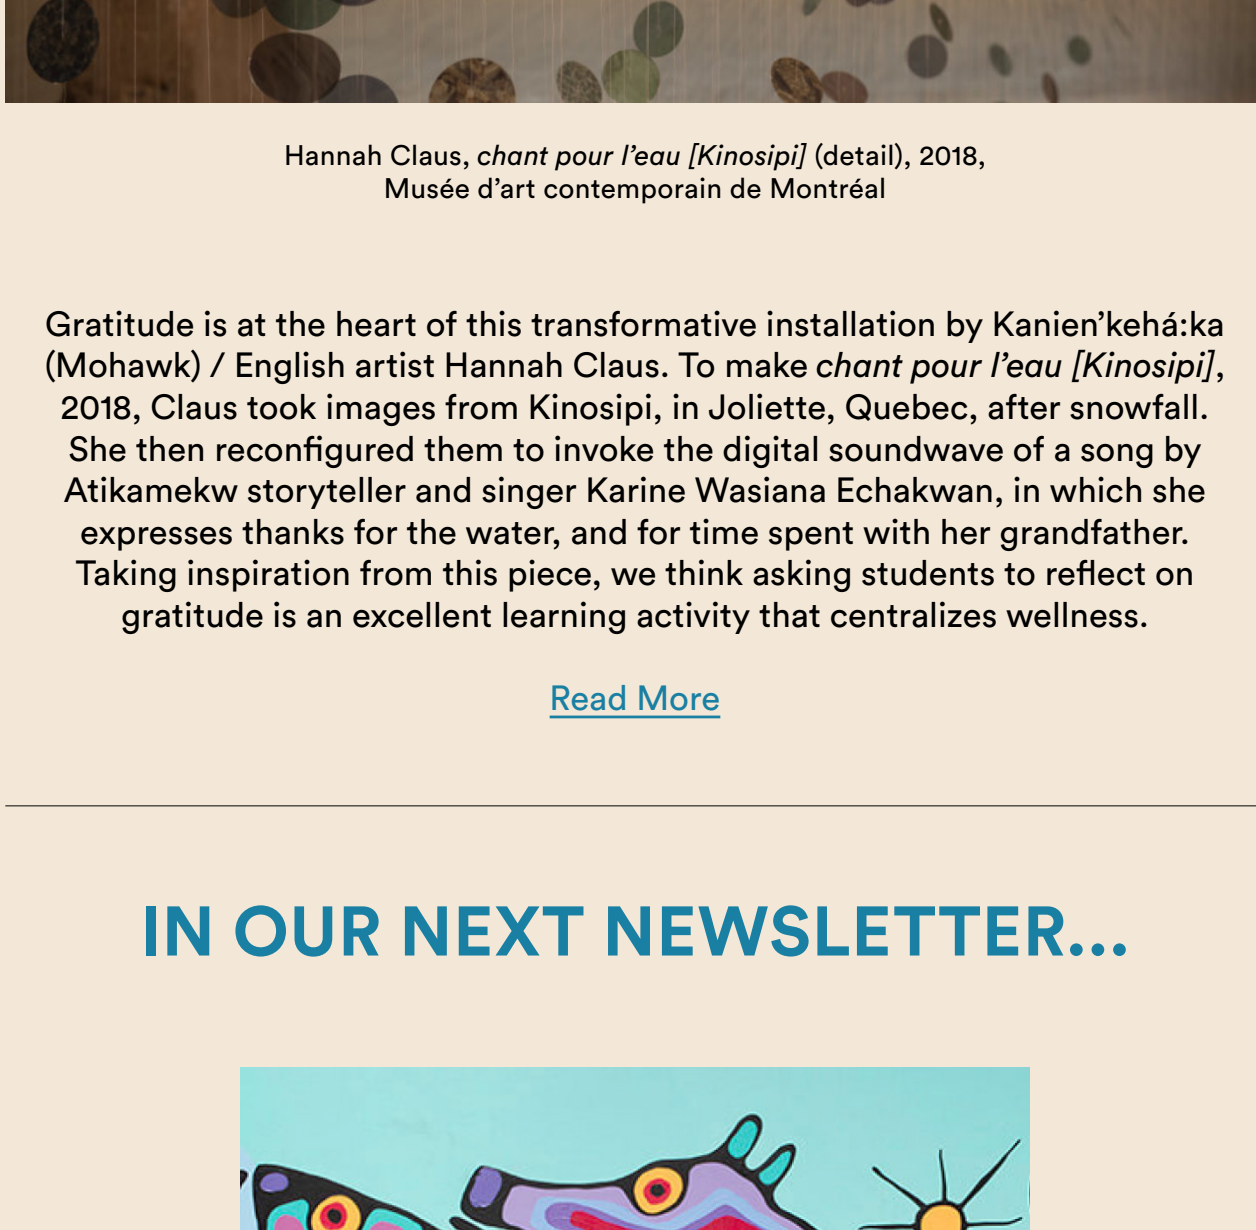 Hannah Claus, chant pour l’eau [Kinosipi] (detail), 2018,
Musée d’art contemporain de Montréal
Gratitude is at the heart of this transformative installation by Kanien’kehá:ka
(Mohawk) / English artist Hannah Claus. To make chant pour l’eau [Kinosipi],
2018, Claus took images from Kinosipi, in Joliette, Quebec, after snowfall.
She then reconfigured them to invoke the digital soundwave of a song by
Atikamekw storyteller and singer Karine Wasiana Echakwan, in which she
expresses thanks for the water, and for time spent with her grandfather.
Taking inspiration from this piece, we think asking students to reflect on
gratitude is an excellent learning activity that centralizes wellness.
Read More
IN OUR NEXT NEWSLETTER...